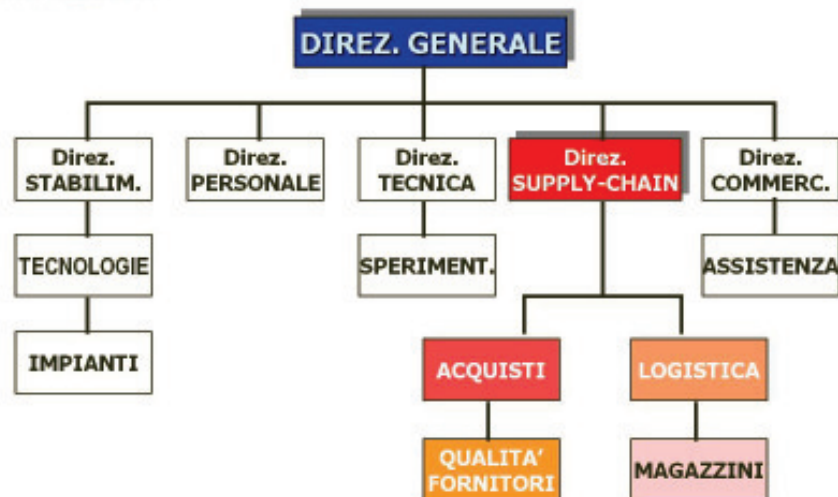 DIREZ. GENERALE
Direz.
STABILIM.
Direz.
PERSONALE
Direz.
TECNICA
Direz.
SUPPLY-CHAIN
Direz.
COMMERC.
TECNOLOGIE
SPERIMENT.
ASSISTENZA
IMPIANTI
ACQUISTI
LOGISTICA
QUALITA'
FORNITORI
MAGAZZINI